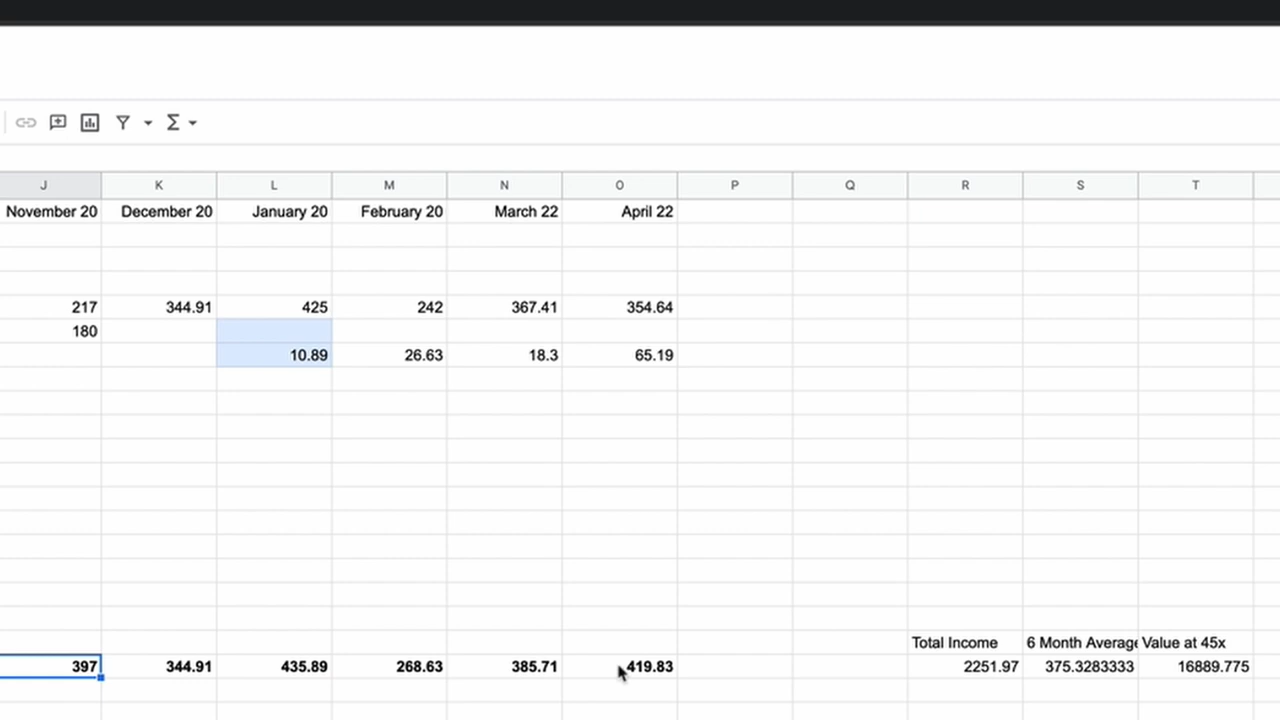 J K L M N O P Q R S T
November 20 December 20 January 20 February 20 March 22 April 22
217 344.91 425 242 367.41 354.64
180
10.89 26.63 18.3 65.19
Total Income 6 Month Average Value at 45x
397 344.91 435.89 268.63 385.71 419.83 2251.97 375.3283333 16889.775